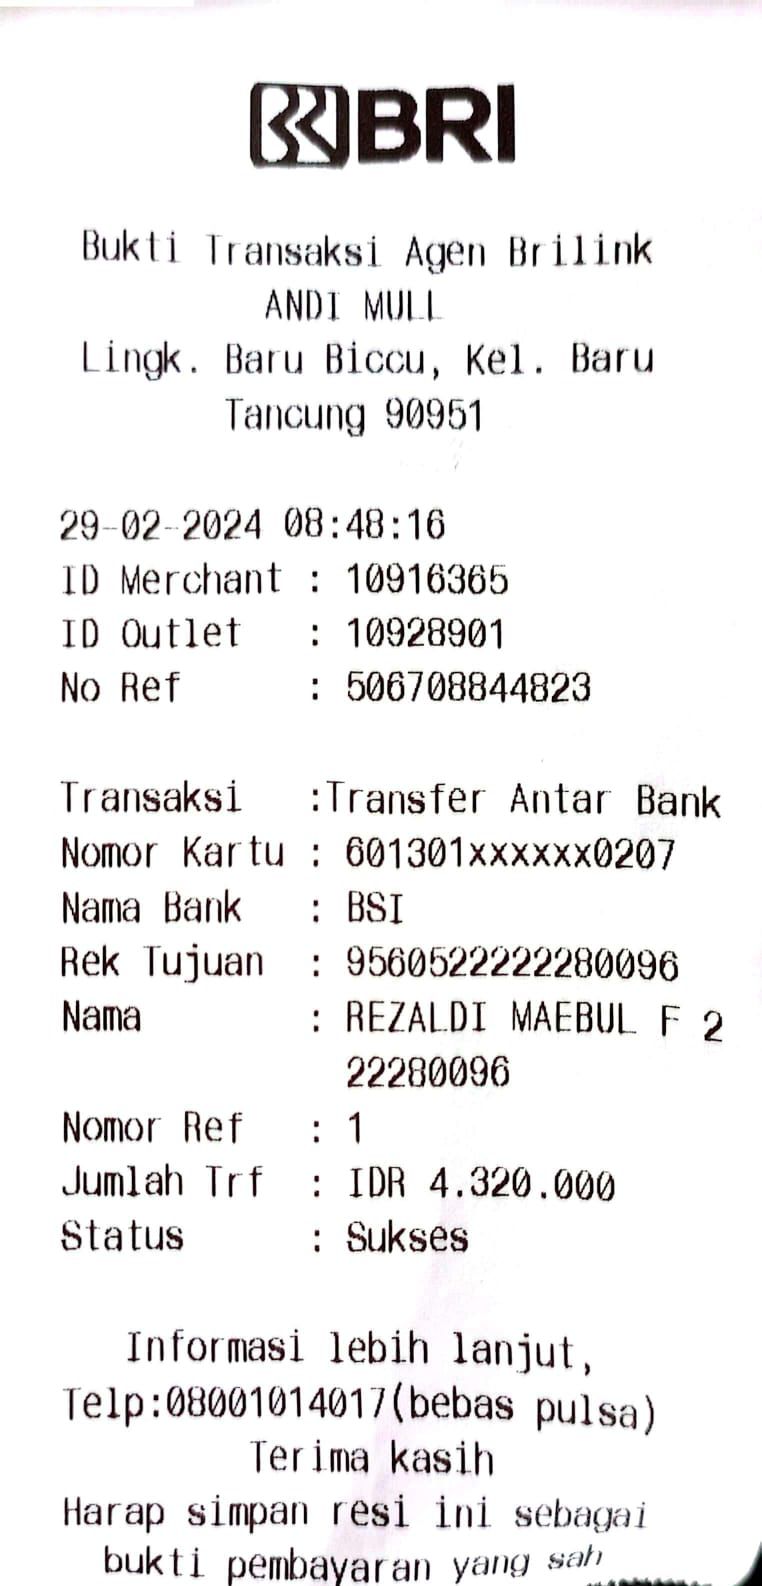 BRI
Bukti Transaksi Agen Brilink
ANDI MULL
Lingk. Baru Biccu, Kel. Baru
Tancung 90951
29-02-2024 08:48:16
ID Merchant : 10916365
ID Outlet : 10928901
No Ref : 506708844823
Transaksi :Transfer Antar Bank
Nomor Kartu : 601301xxxxxx0207
Nama Bank : BSI
Rek Tujuan : 9560522222280096
Nama : REZALDI MAEBUL F 2
22280096
Nomor Ref : 1
Jumlah Trf : IDR 4.320.000
Status : Sukses
Informasi lebih lanjut,
Telp:08001014017(bebas pulsa)
Terima kasih
Harap simpan resi ini sebagai
bukti pembayaran yang sah